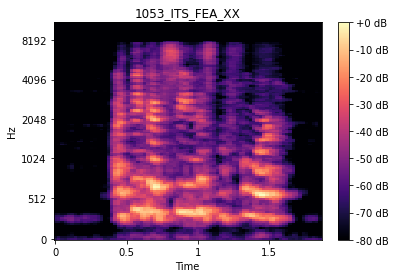 1053_ITS_FEA_XX
8192
4096
2048
1024
512
0
Hz
0
0.5
1
1.5
Time
+0 dB
-10 dB
-20 dB
-30 dB
-40 dB
-50 dB
-60 dB
-70 dB
-80 dB